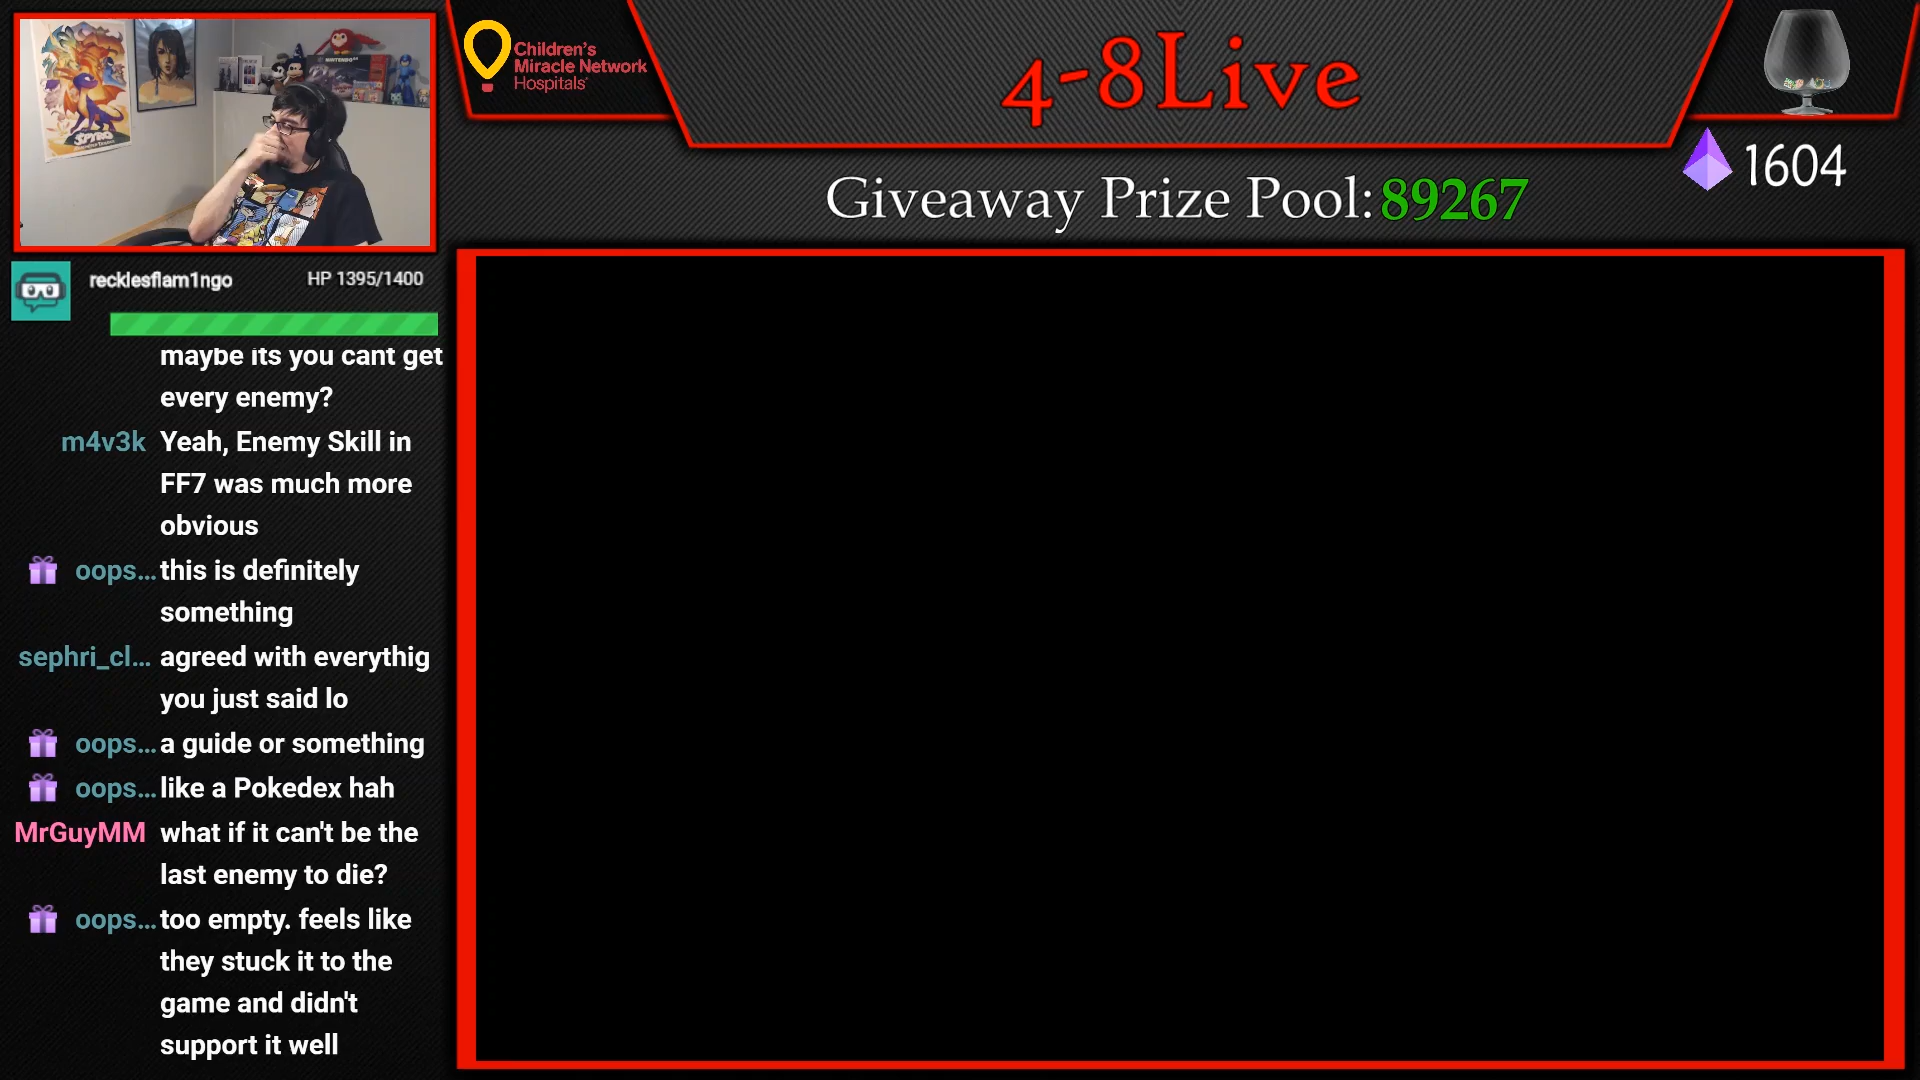 Children's
Miracle Network
Hospitals
4-8Live
1604
Giveaway Prize Pool:89267
SPYRO
recklesflam1ngo HP 1395/1400
maybe its you cant get
every enemy?
m4v3k Yeah, Enemy Skill in
FF7 was much more
obvious
oops... this is definitely
something
sephri_cl... agreed with everythig
you just said lo
oops... a guide or something
oops... like a Pokedex hah
MrGuyMM what if it can't be the
last enemy to die?
oops... too empty. feels like
they stuck it to the
game and didn't
support it well